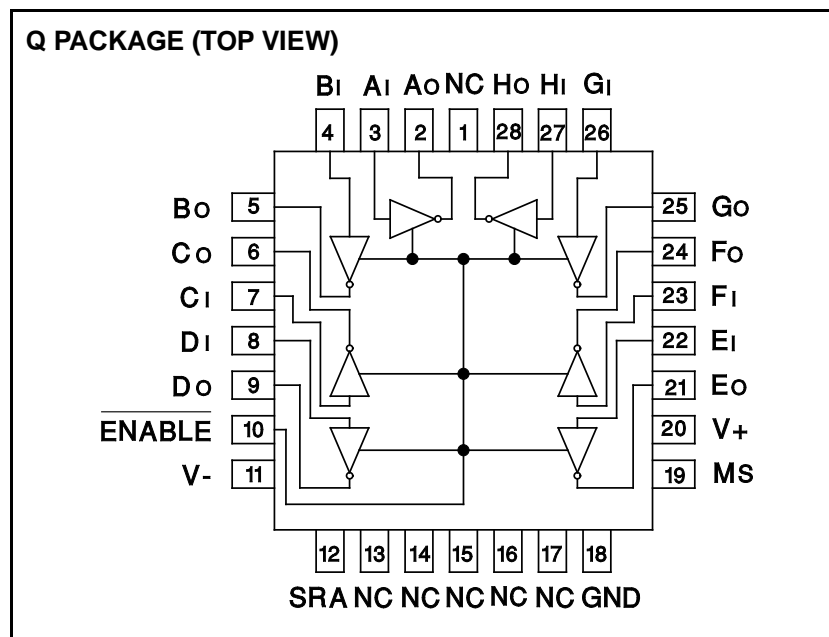 Q PACKAGE (TOP VIEW)
BI AI AO NC HO HI GI
4 3 2 1 28 27 26
BO 5 25 GO
CO 6 24 FO
CI 7 23 FI
DI 8 22 EI
DO 9 21 EO
ENABLE 10 20 V+
V- 11 19 MS
12 13 14 15 16 17 18
SRA NC NC NC NC NC GND